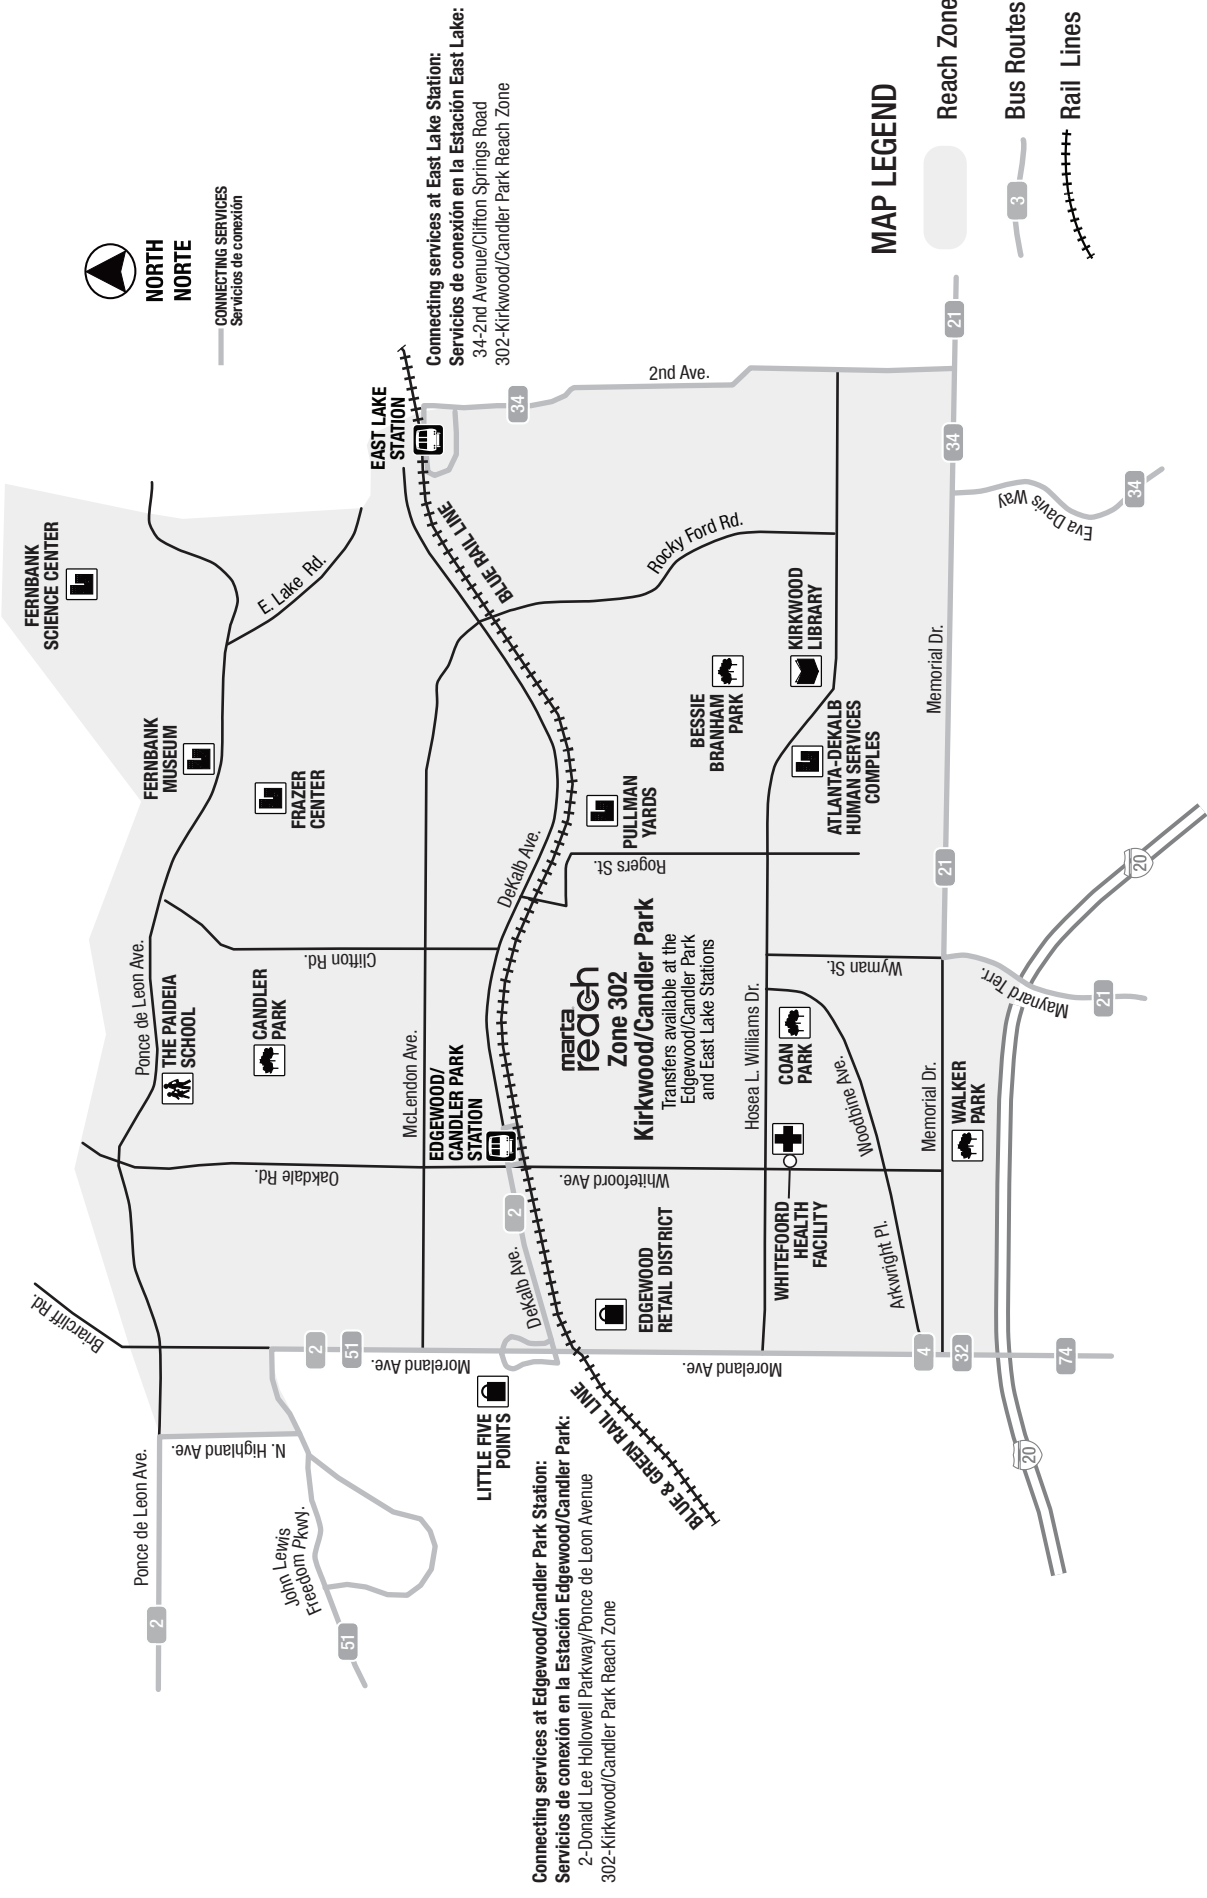 NORTH
NORTE
CONNECTING SERVICES
Servicios de conexión
FERNBANK
SCIENCE CENTER
FERNBANK
MUSEUM
FRAZER
CENTER
E. Lake Rd.
EAST LAKE
STATION
Connecting services at East Lake Station:
Servicios de conexión en la Estación East Lake:
34-2nd Avenue/Clifton Springs Road
302-Kirkwood/Candler Park Reach Zone
Briarcliff Rd.
Ponce de Leon Ave.
Ponce de Leon Ave.
THE PAIDEIA
SCHOOL
CANDLER
PARK
Clifton Rd.
Oakdale Rd.
N. Highland Ave.
John Lewis
Freedom Pkwy.
2
51
2
51
Moreland Ave.
McLendon Ave.
EDGEWOOD/
CANDLER PARK
STATION
LITTLE FIVE
POINTS
DeKalb Ave.
2
DeKalb Ave.
BLUE RAIL LINE
34
2nd Ave.
Rocky Ford Rd.
PULLMAN
YARDS
Rogers St.
marta
reach
Zone 302
Kirkwood/Candler Park
Transfers available at the
Edgewood/Candler Park
and East Lake Stations
Whitefoord Ave.
EDGEWOOD
RETAIL DISTRICT
BLUE & GREEN RAIL LINE
Connecting services at Edgewood/Candler Park Station:
Servicios de conexión en la Estación Edgewood/Candler Park:
2-Donald Lee Hollowell Parkway/Ponce de Leon Avenue
302-Kirkwood/Candler Park Reach Zone
Moreland Ave.
BESSIE
BRANHAM
PARK
KIRKWOOD
LIBRARY
ATLANTA-DEKALB
HUMAN SERVICES
COMPLES
Hosea L. Williams Dr.
COAN
PARK
Wyman St.
WHITEFOORD
HEALTH
FACILITY
Woodbine Ave.
Arkwright Pl.
Memorial Dr.
Memorial Dr.
WALKER
PARK
4
32
74
21
34
21
Eva Davis Way
34
Maynard Terr.
21
20
20
MAP LEGEND
Reach Zone
3
Bus Routes
Rail Lines